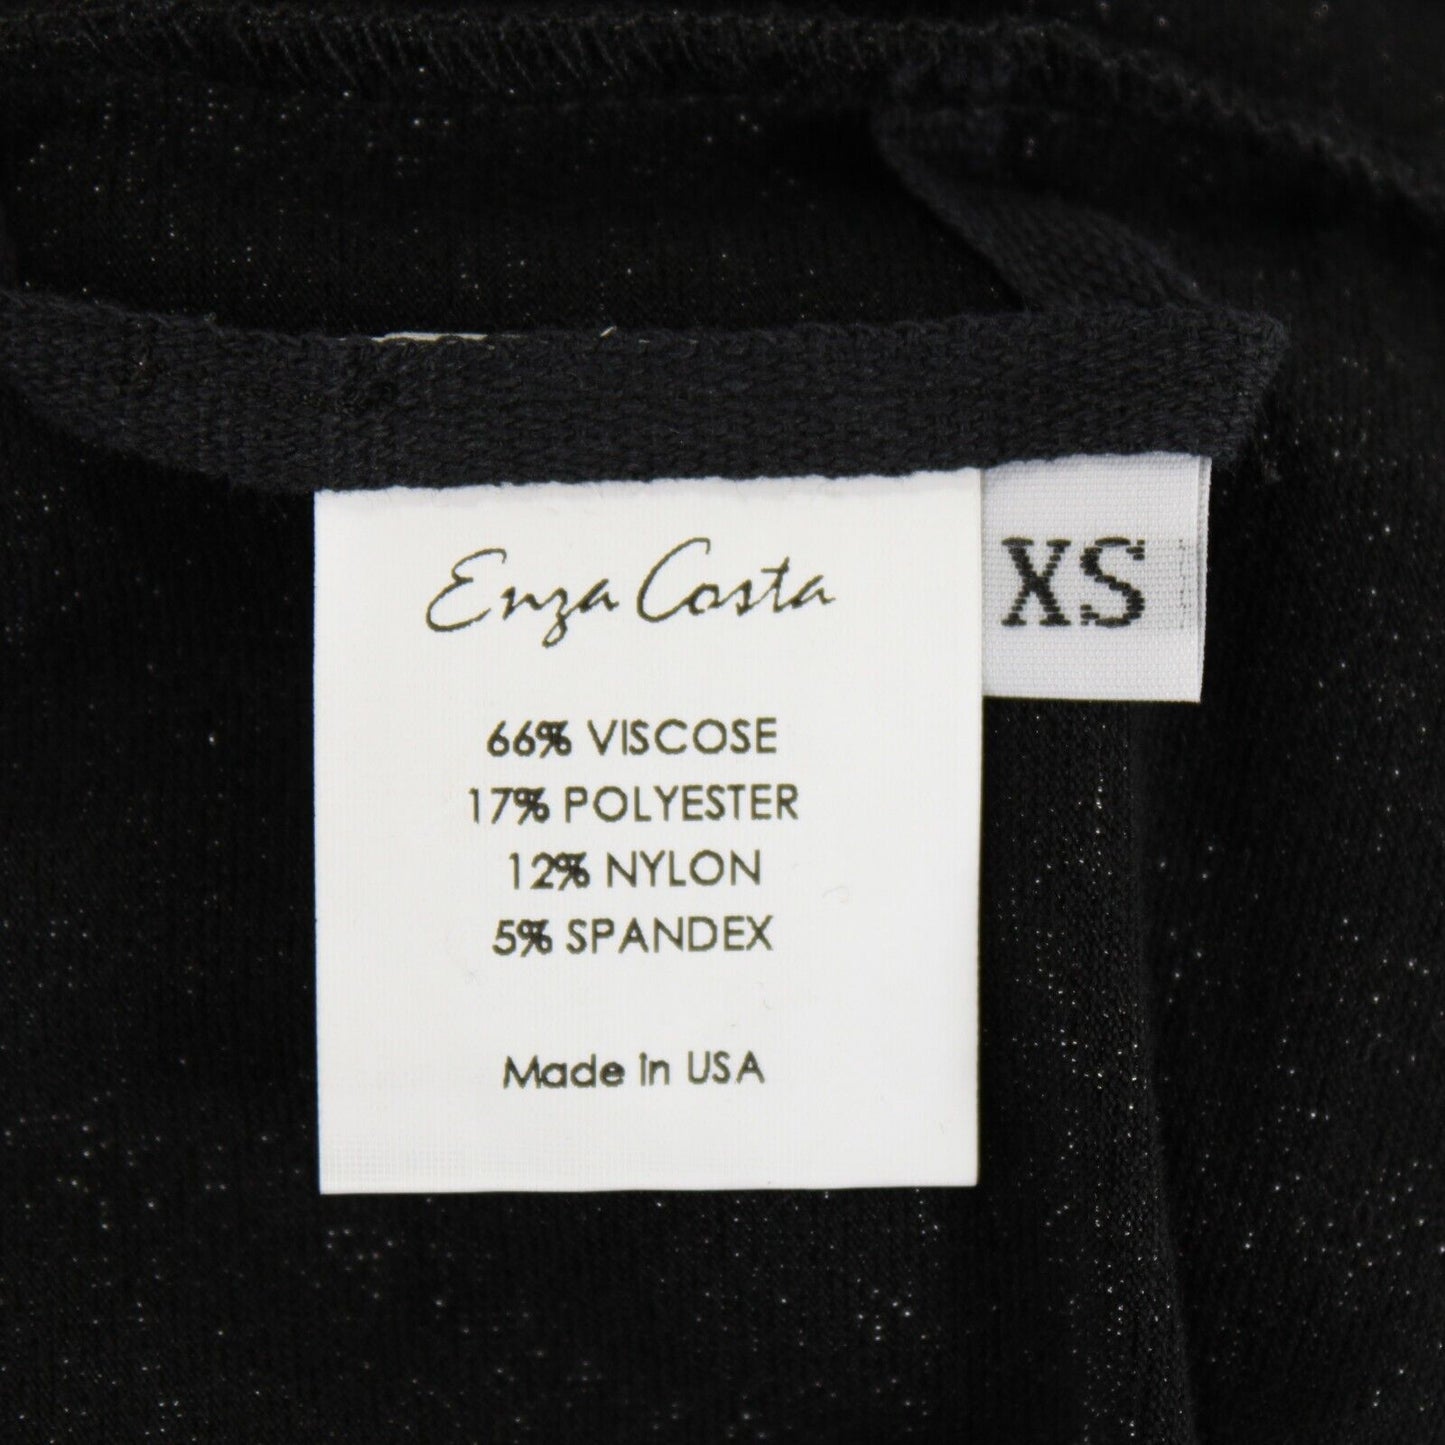 Enza Costa
XS
66% VISCOSE
17% POLYESTER
12% NYLON
5% SPANDEX
Made in USA